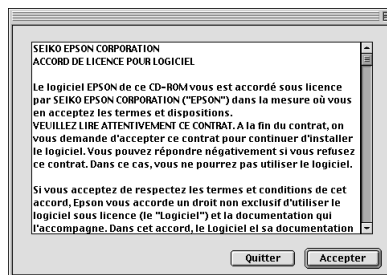 SEIKO EPSON CORPORATION
ACCORD DE LICENCE POUR LOGICIEL
Le logiciel EPSON de ce CD-ROM vous est accordé sous licence
par SEIKO EPSON CORPORATION ("EPSON") dans la mesure où vous
en acceptez les termes et dispositions.
VEUILLEZ LIRE ATTENTIVEMENT CE CONTRAT. A la fin du contrat, on
vous demande d'accepter ce contrat pour continuer d'installer
le logiciel. Vous pouvez répondre négativement si vous refusez
ce contrat. Dans ce cas, vous ne pourrez pas utiliser le logiciel.
Si vous acceptez de respectez les termes et conditions de cet
accord, Epson vous accorde un droit non exclusif d'utiliser le
logiciel sous licence (le "Logiciel") et la documentation qui
l'accompagne. Dans cet accord, le Logiciel el sa documentation
Quitter
Accepter